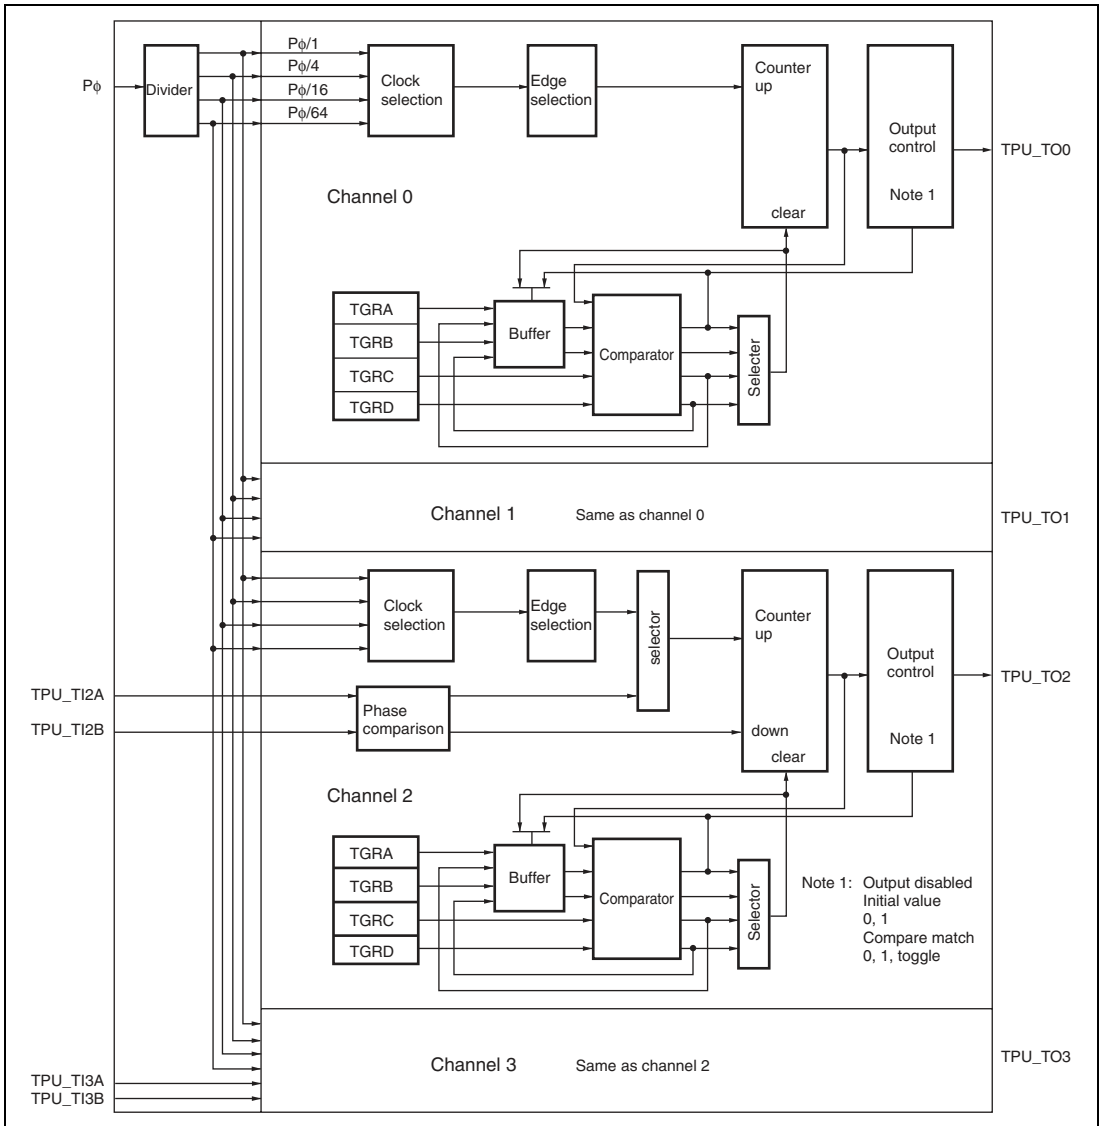 Pϕ
Divider
Pϕ/1
Pϕ/4
Pϕ/16
Pϕ/64
Clock
selection
Edge
selection
Counter
up
clear
Output
control
Note 1
TPU_TO0
Channel 0
TGRA
TGRB
TGRC
TGRD
Buffer
Comparator
Selecter
Channel 1
Same as channel 0
TPU_TO1
Clock
selection
Edge
selection
selector
Counter
up
down
clear
Output
control
Note 1
TPU_TO2
TPU_TI2A
TPU_TI2B
Phase
comparison
Channel 2
TGRA
TGRB
TGRC
TGRD
Buffer
Comparator
Selector
Note 1: Output disabled
Initial value
0, 1
Compare match
0, 1, toggle
Channel 3
Same as channel 2
TPU_TO3
TPU_TI3A
TPU_TI3B